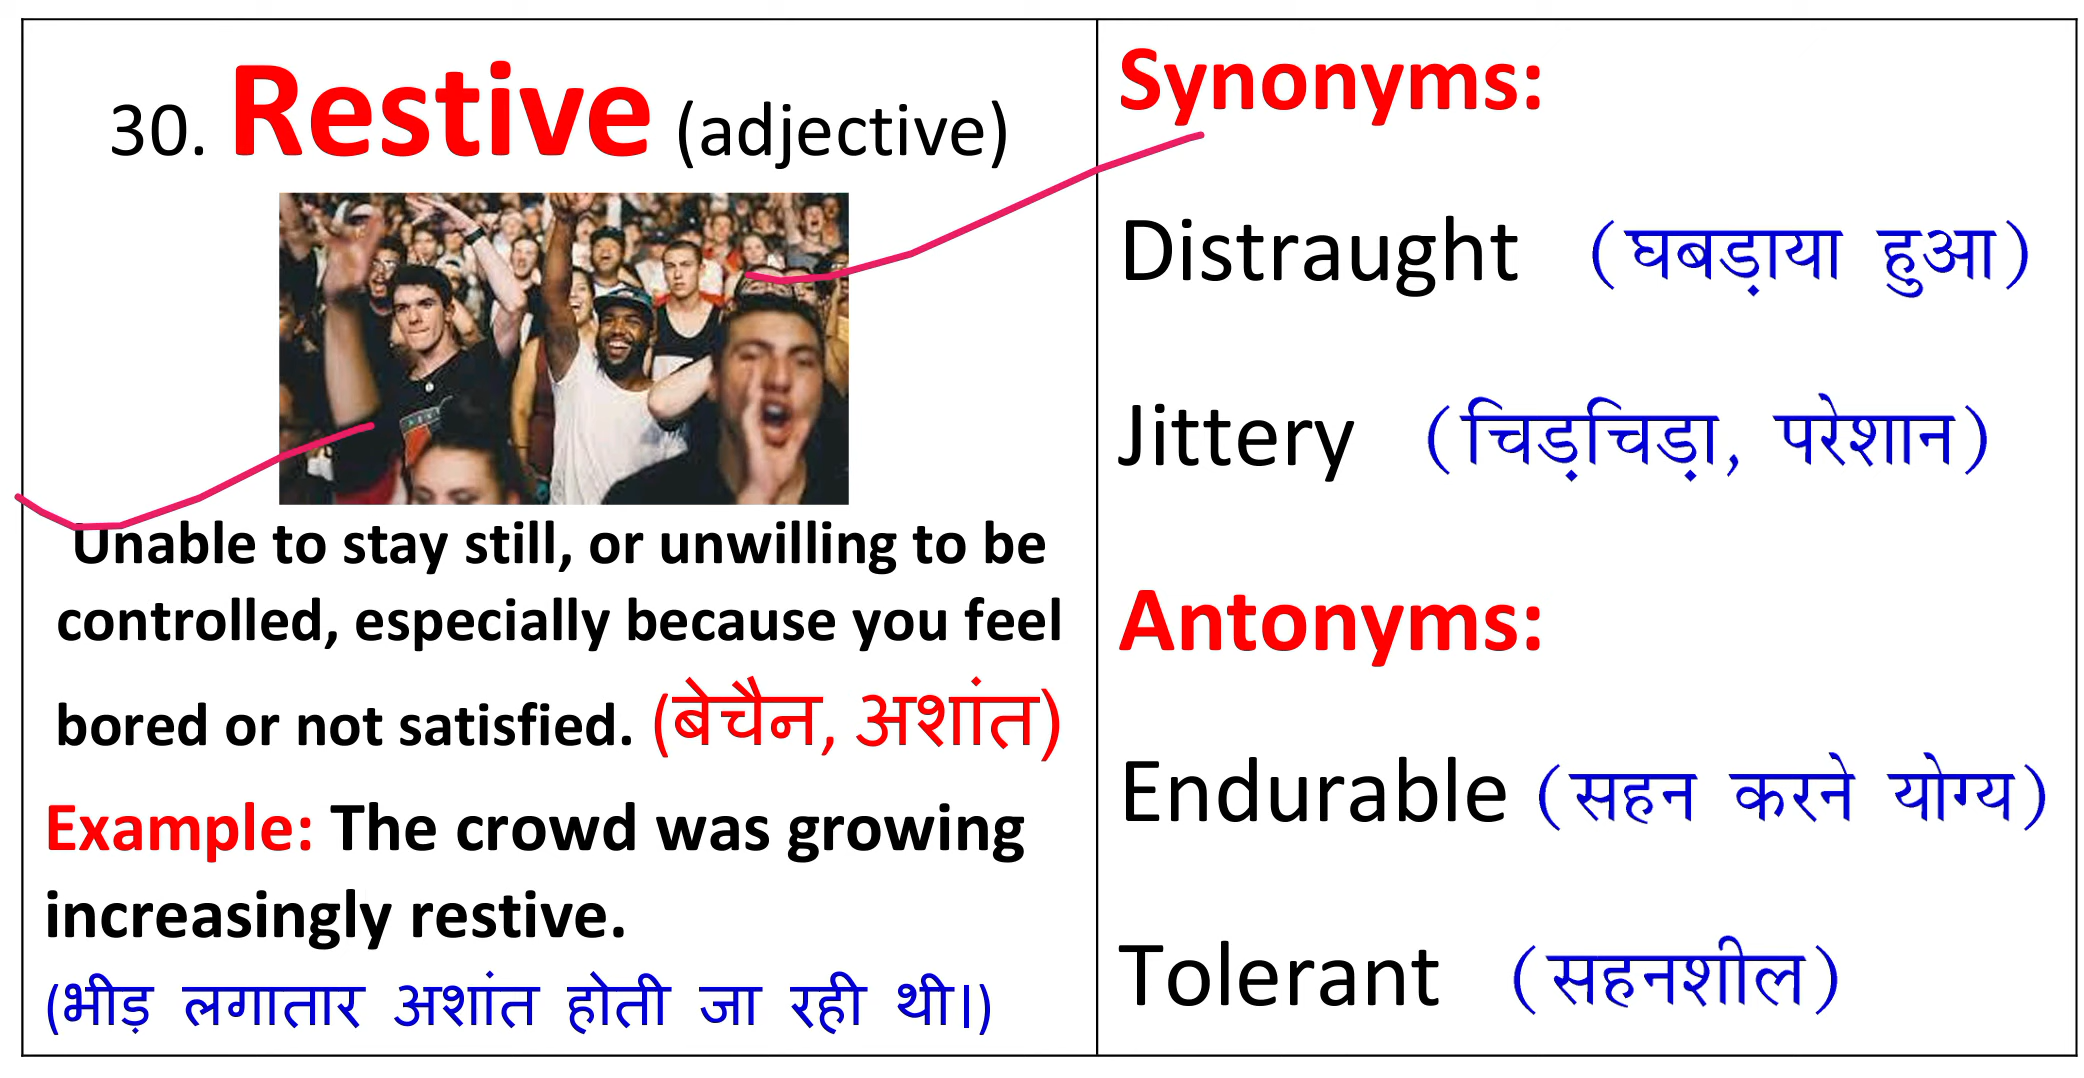 30. Restive (adjective)
Unable to stay still, or unwilling to be
controlled, especially because you feel
bored or not satisfied. (बेचैन, अशांत)
Example: The crowd was growing
increasingly restive.
(भीड़ लगातार अशांत होती जा रही थी।)
Synonyms:
Distraught (घबड़ाया हुआ)
Jittery (चिड़चिड़ा, परेशान)
Antonyms:
Endurable (सहन करने योग्य)
Tolerant (सहनशील)